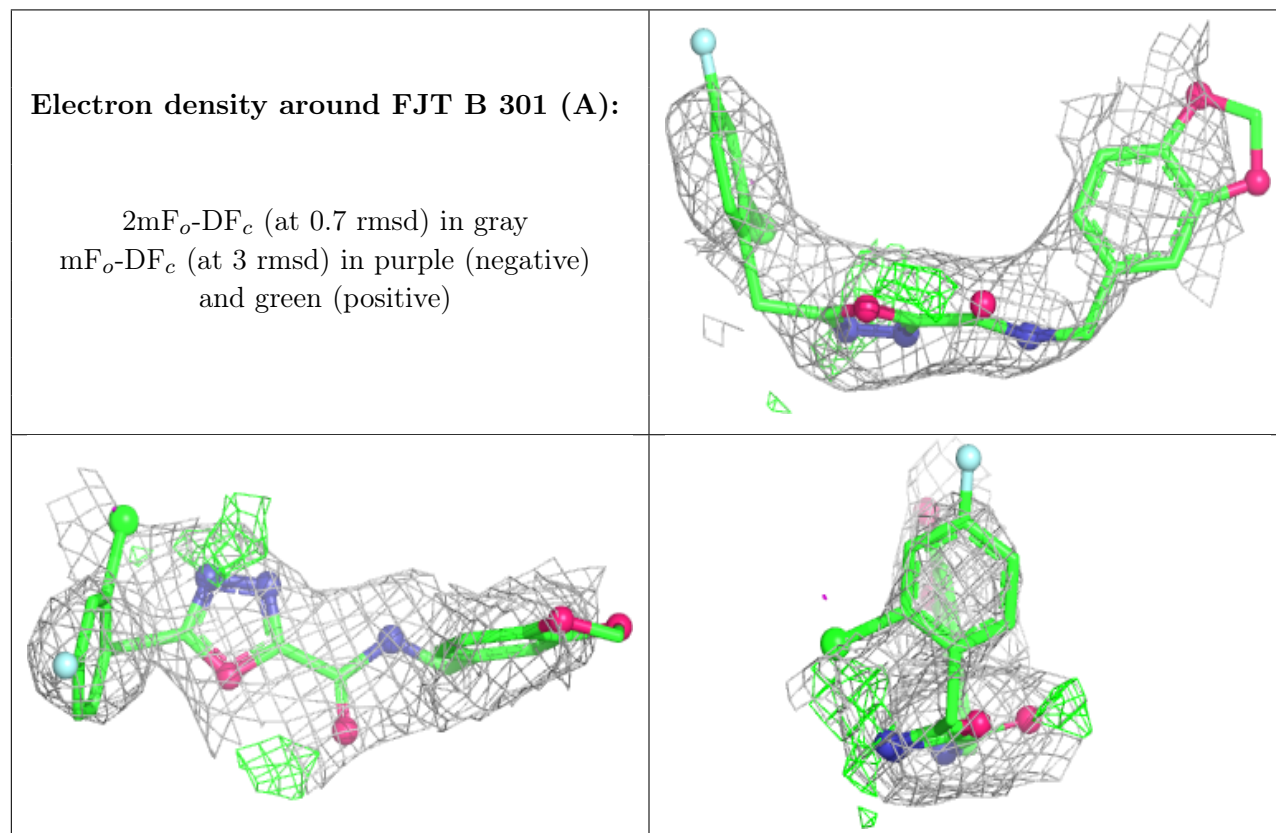 Electron density around FJT B 301 (A):
2mFₒ-DF𝒸 (at 0.7 rmsd) in gray
mFₒ-DF𝒸 (at 3 rmsd) in purple (negative)
and green (positive)